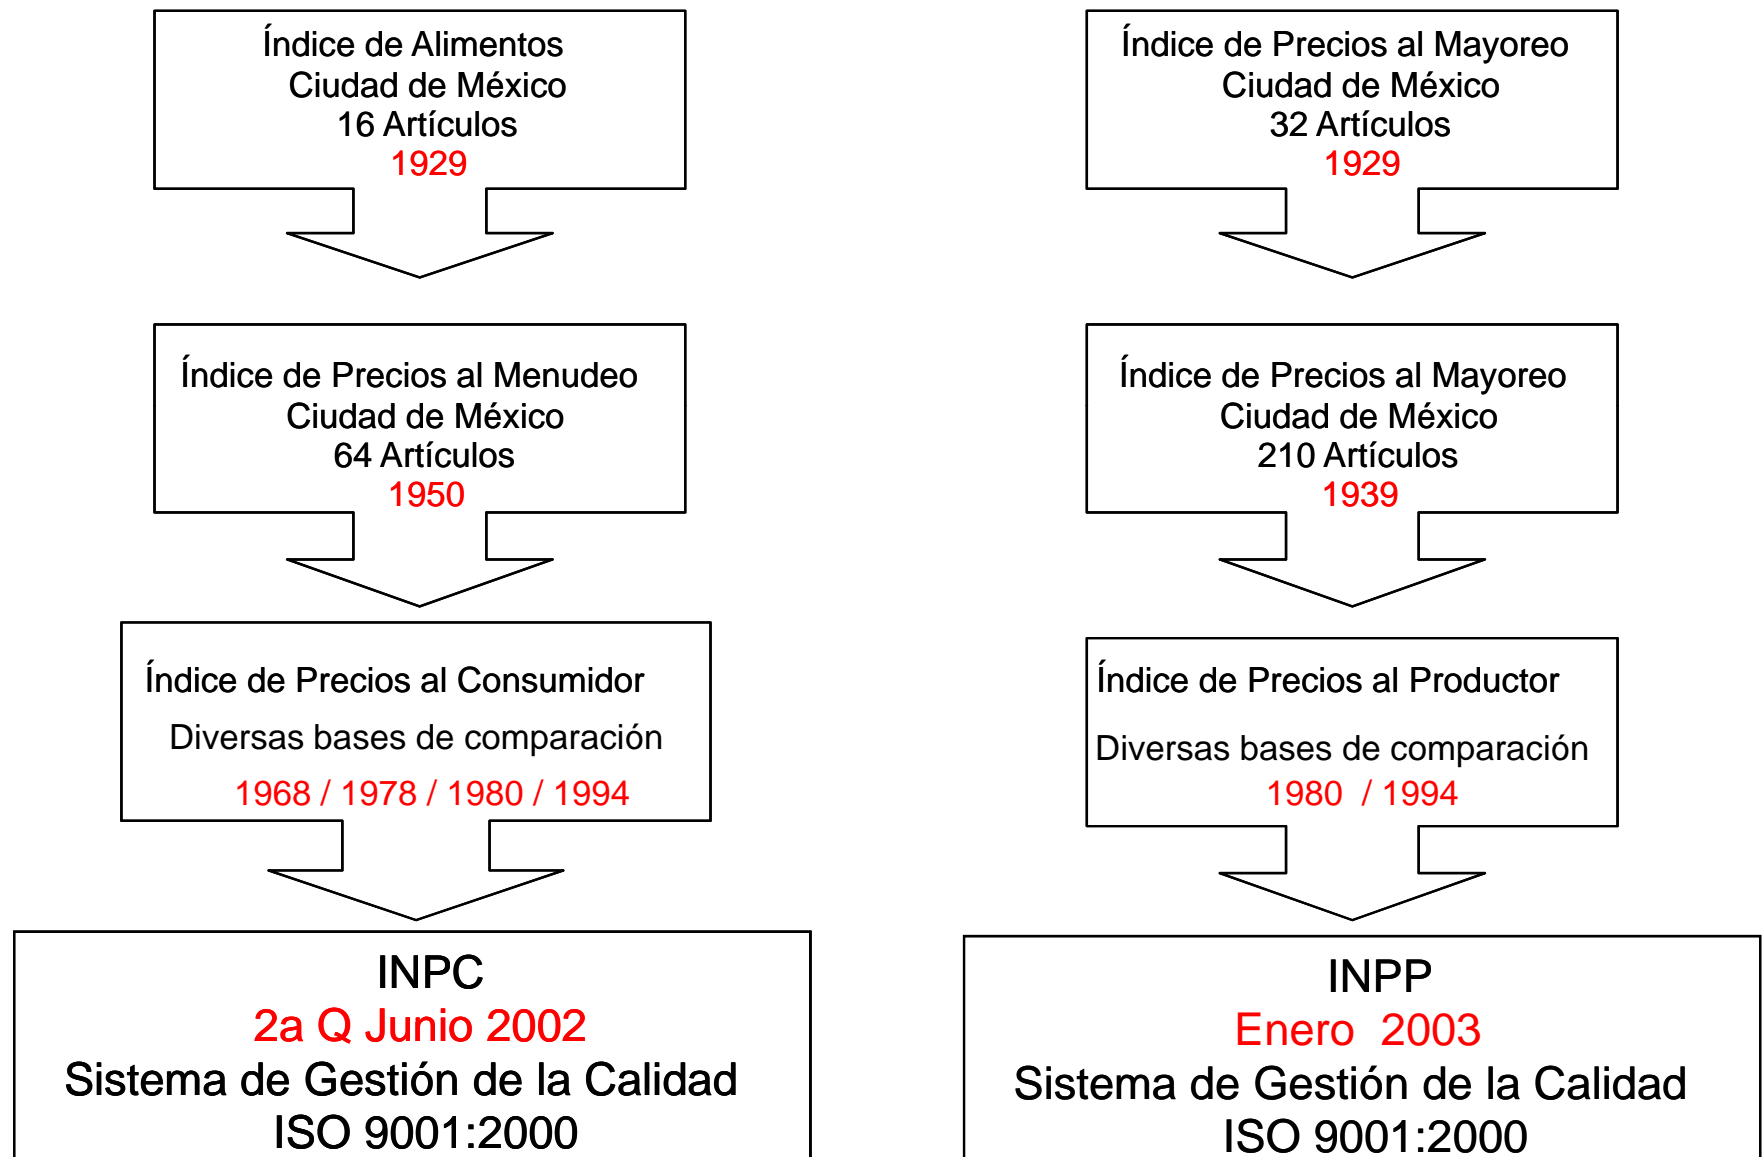 Índice de Alimentos
Ciudad de México
16 Artículos
1929
Índice de Precios al Menudeo
Ciudad de México
64 Artículos
1950
Índice de Precios al Consumidor
Diversas bases de comparación
1968 / 1978 / 1980 / 1994
INPC
2a Q Junio 2002
Sistema de Gestión de la Calidad
ISO 9001:2000
Índice de Precios al Mayoreo
Ciudad de México
32 Artículos
1929
Índice de Precios al Mayoreo
Ciudad de México
210 Artículos
1939
Índice de Precios al Productor
Diversas bases de comparación
1980 / 1994
INPP
Enero 2003
Sistema de Gestión de la Calidad
ISO 9001:2000